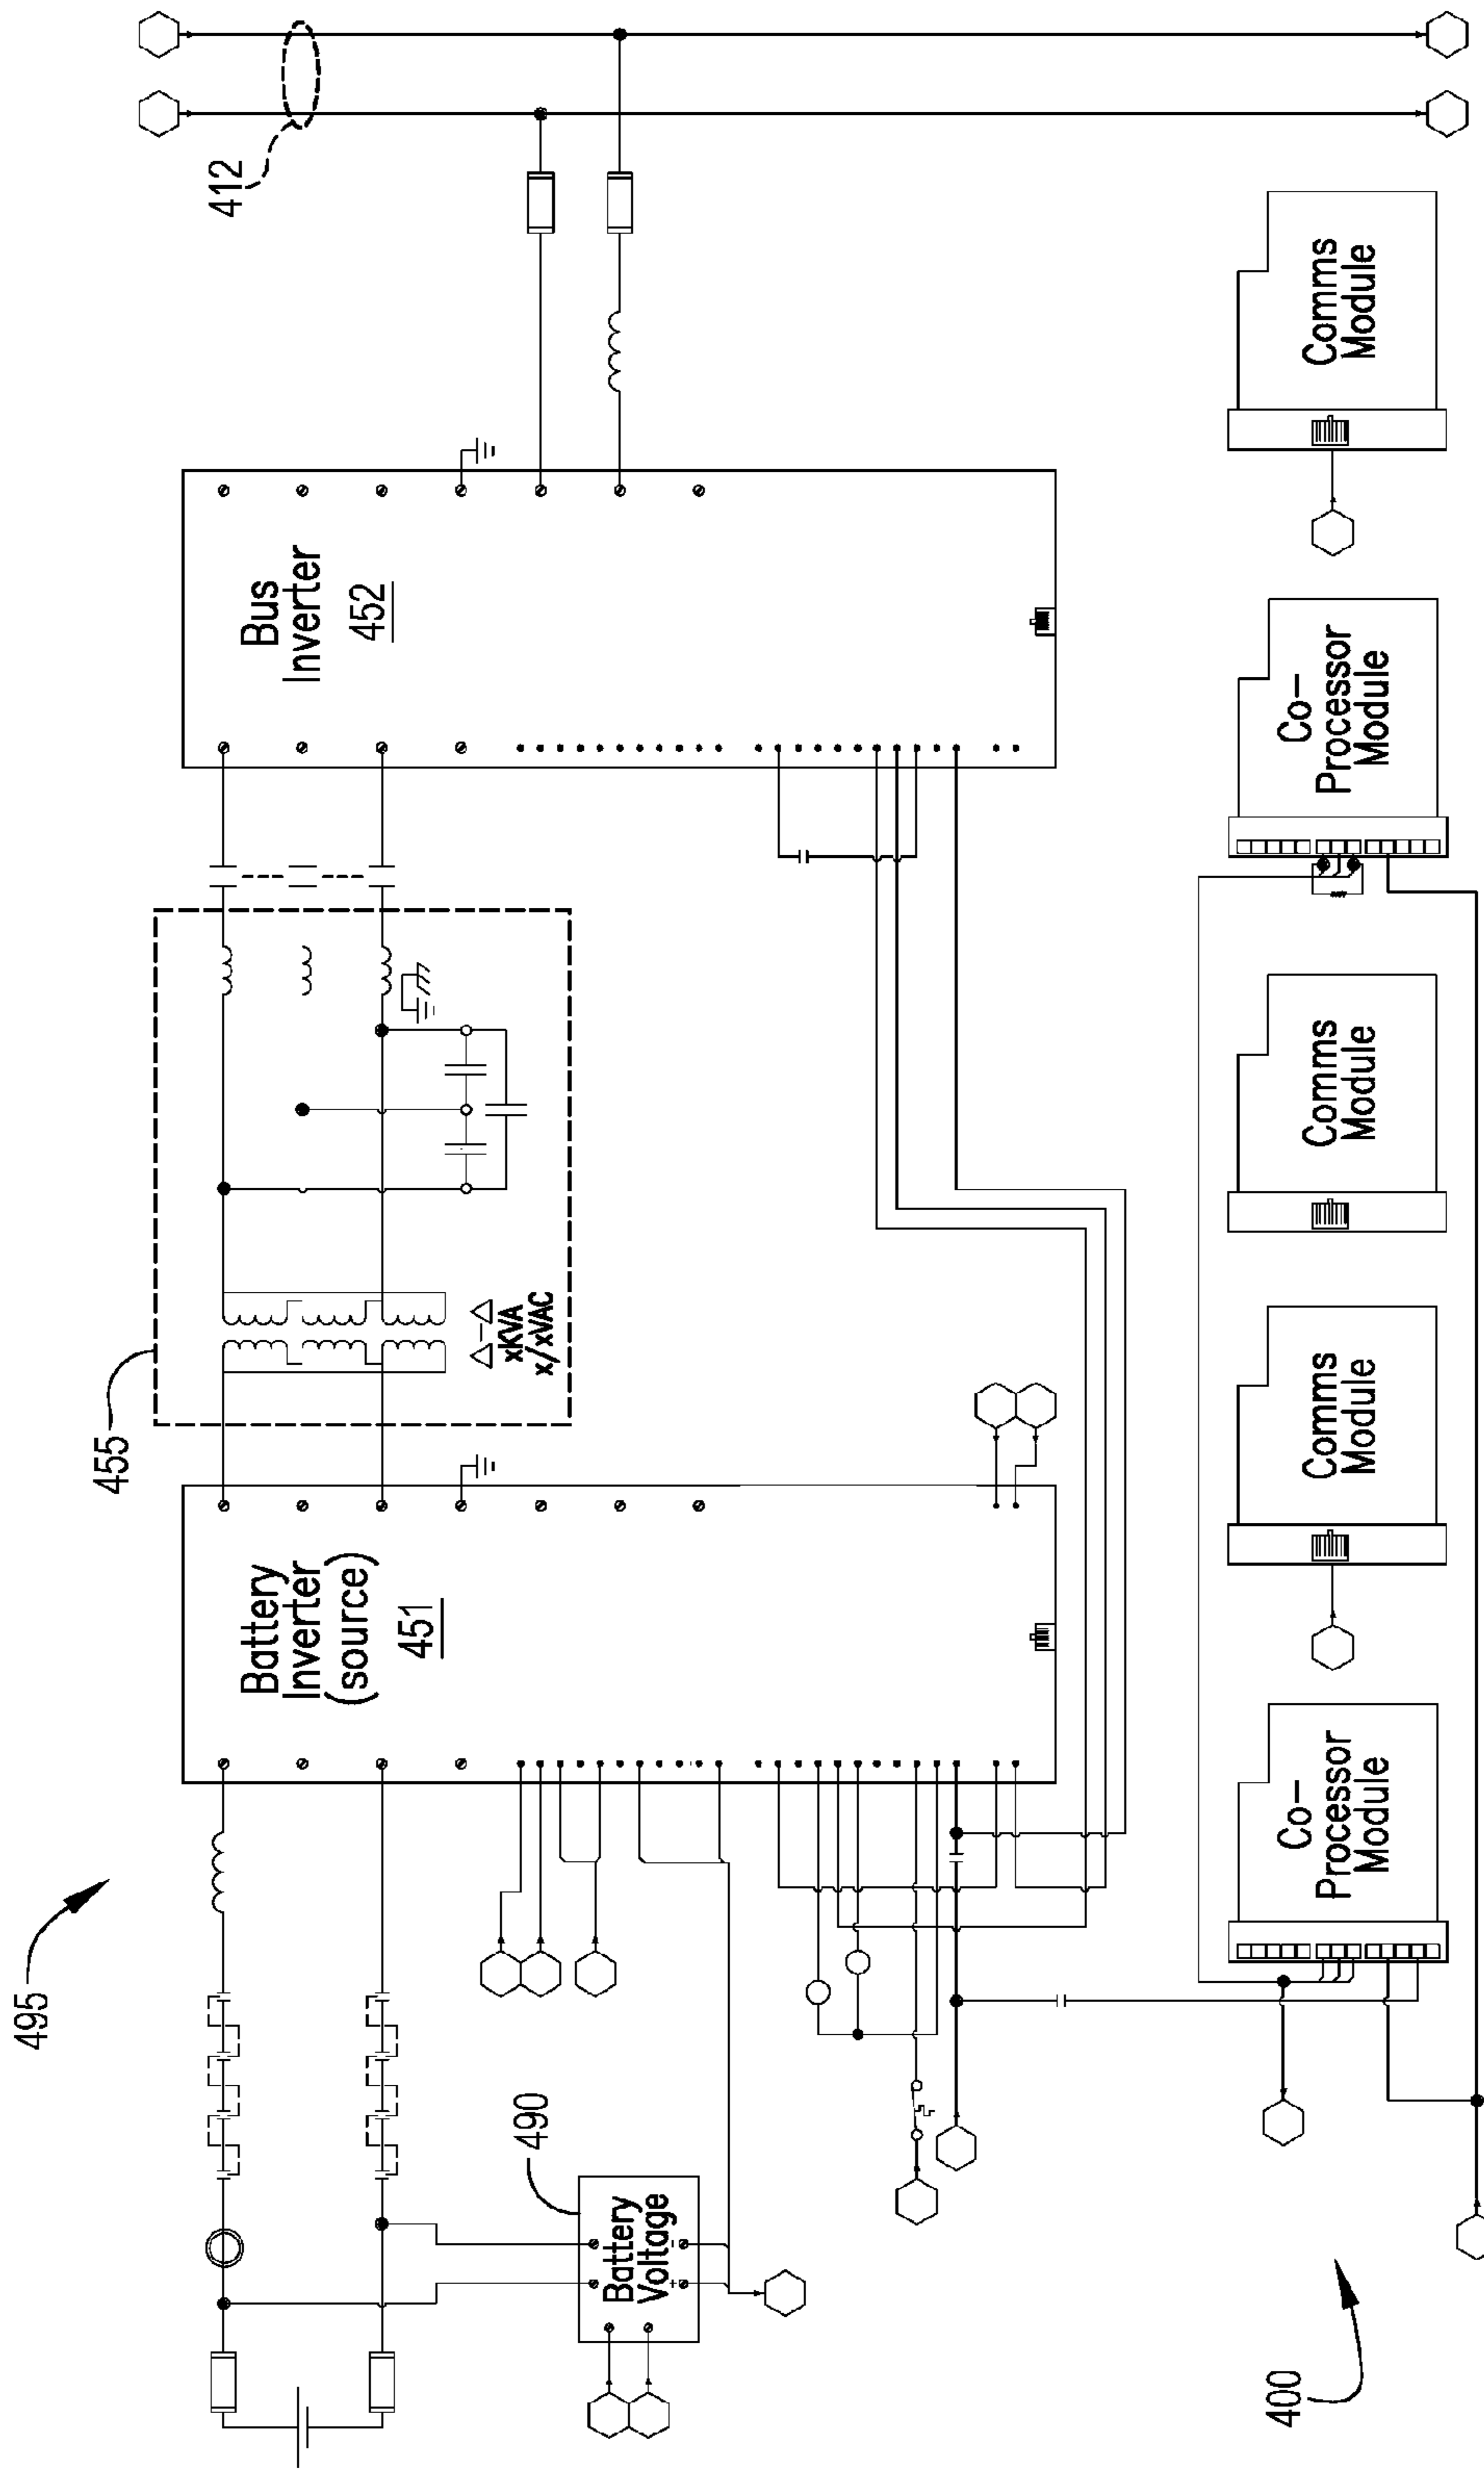 495
490
Battery
Voltage
+
-
Battery
Inverter
(source)
451
455
△-△
xKVA
x/xVAC
Bus
Inverter
452
412
400
Co-
Processor
Module
Comms
Module
Comms
Module
Co-
Processor
Module
Comms
Module